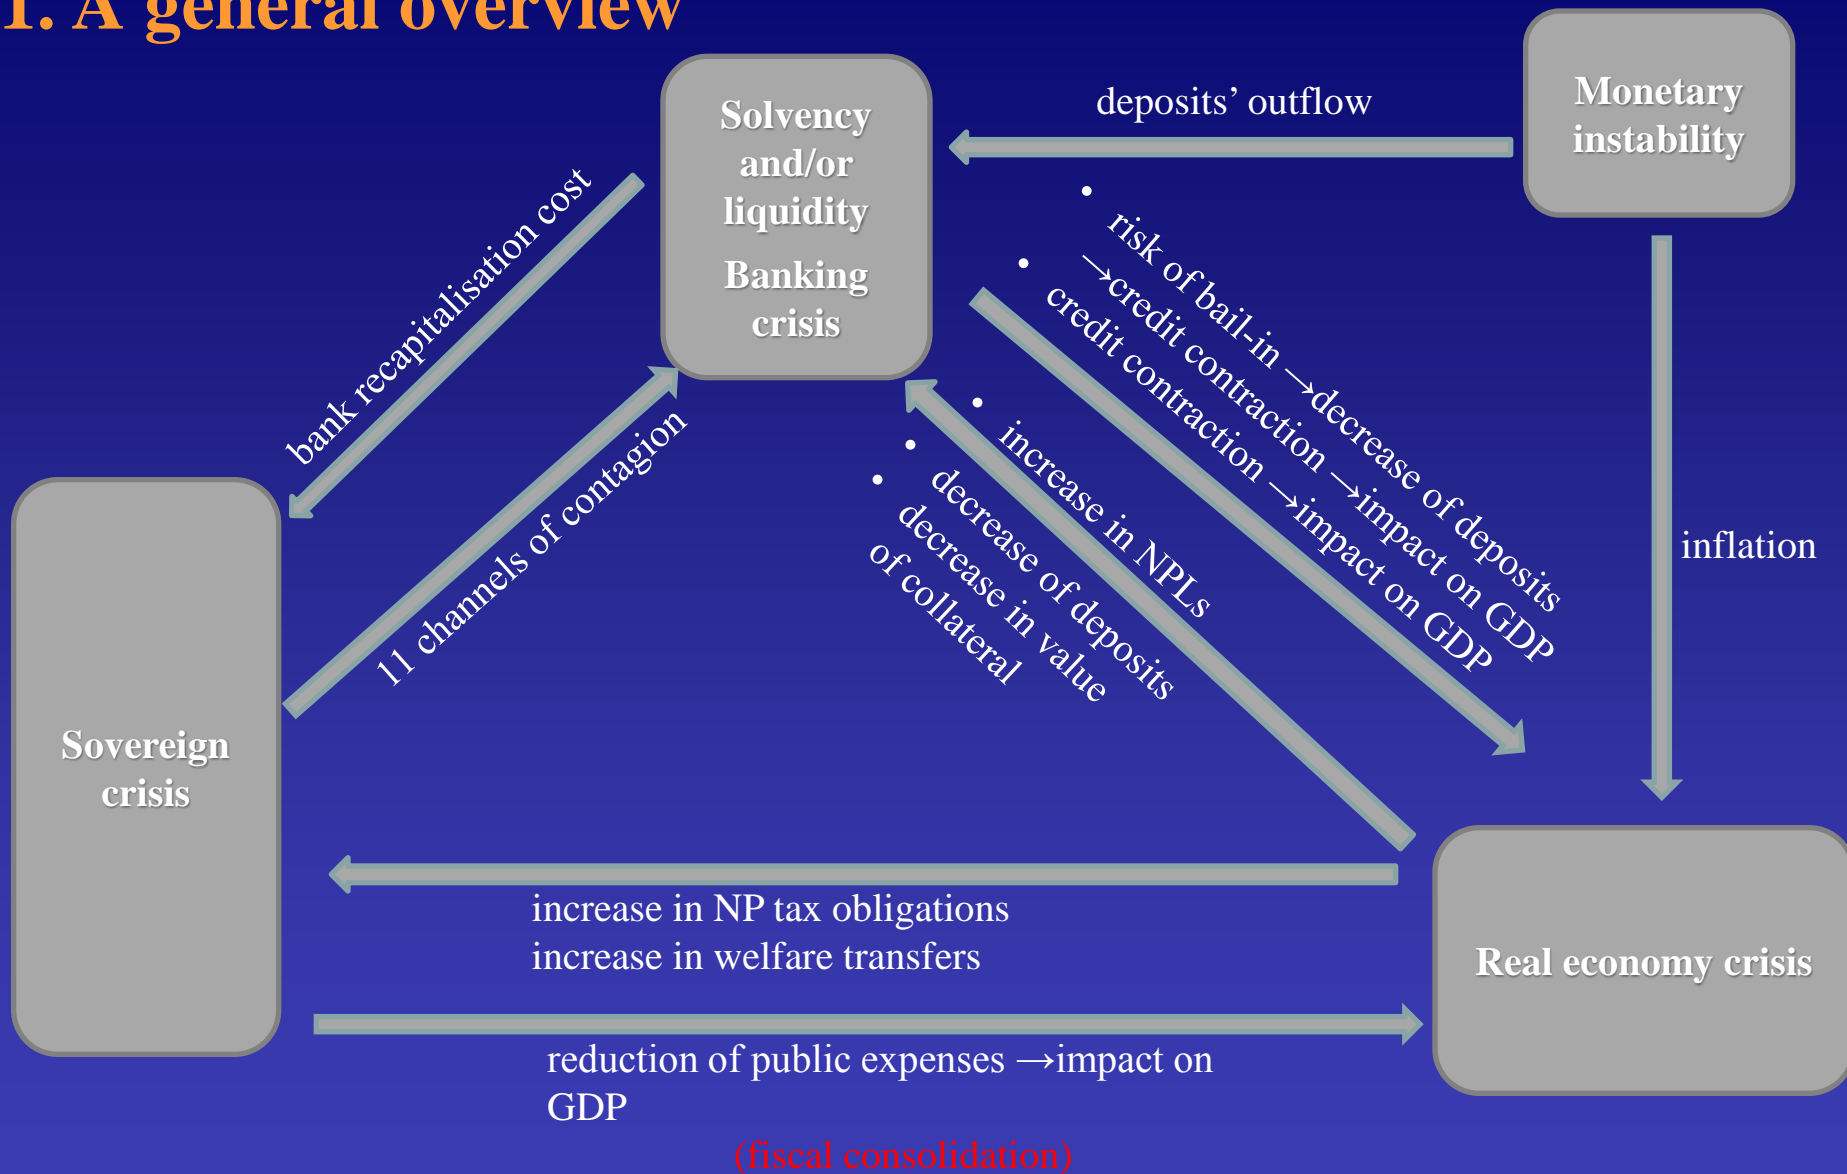 1. A general overview
Solvency
and/or
liquidity
Banking
crisis
deposits’ outflow
Monetary
instability
bank recapitalisation cost
11 channels of contagion
• risk of bail-in →decrease of deposits
→credit contraction →impact on GDP
• credit contraction →impact on GDP
• increase in NPLs
• decrease of deposits
• decrease in value
of collateral
inflation
Sovereign
crisis
increase in NP tax obligations
increase in welfare transfers
Real economy crisis
reduction of public expenses →impact on
GDP
(fiscal consolidation)